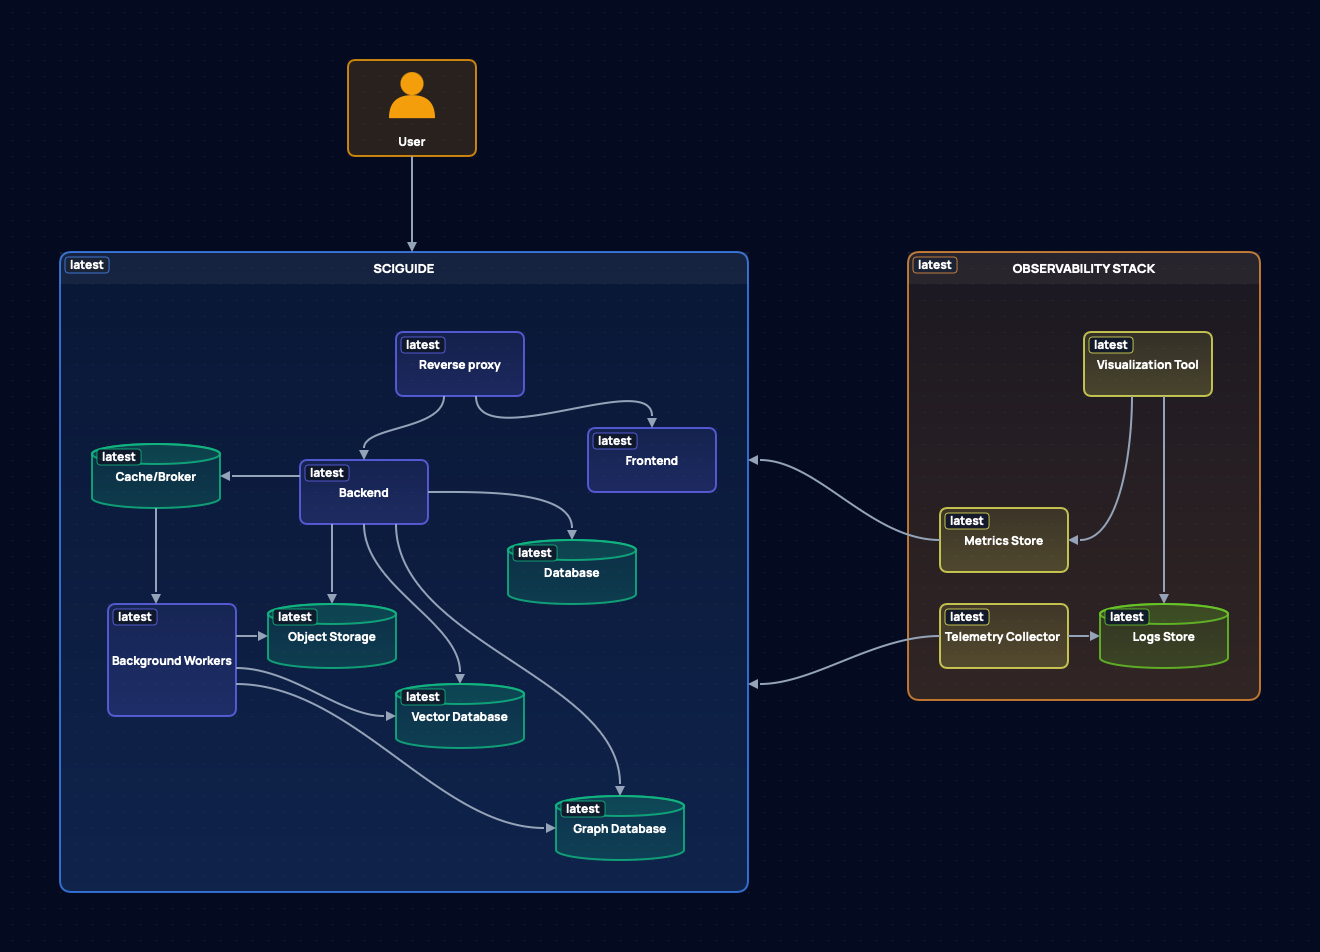 User
latest
SCIGUIDE
latest
OBSERVABILITY STACK
latest
Reverse proxy
latest
Visualization Tool
latest
Frontend
latest
Cache/Broker
latest
Backend
latest
Metrics Store
latest
Database
latest
Background Workers
latest
Object Storage
latest
Telemetry Collector
latest
Logs Store
latest
Vector Database
latest
Graph Database